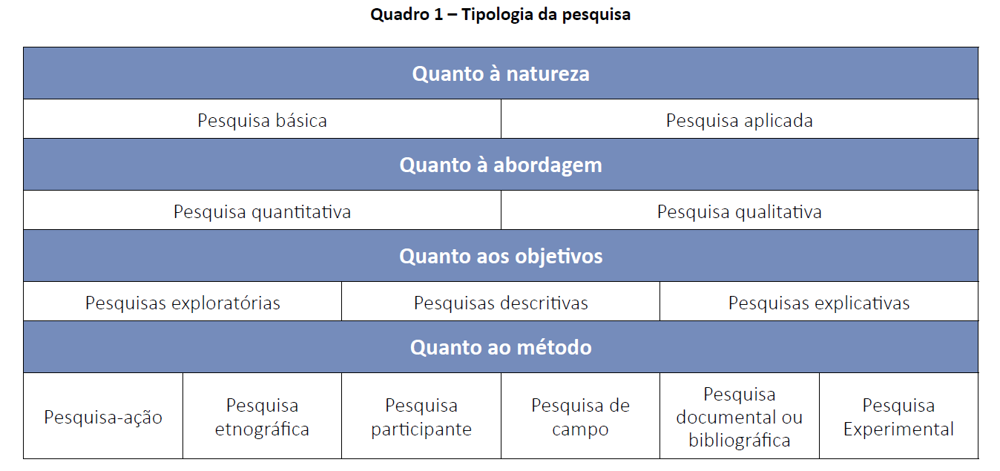 Quadro 1 – Tipologia da pesquisa
Quanto à natureza
Pesquisa básica
Pesquisa aplicada
Quanto à abordagem
Pesquisa quantitativa
Pesquisa qualitativa
Quanto aos objetivos
Pesquisas exploratórias
Pesquisas descritivas
Pesquisas explicativas
Quanto ao método
Pesquisa-ação
Pesquisa
etnográfica
Pesquisa
participante
Pesquisa de
campo
Pesquisa
documental ou
bibliográfica
Pesquisa
Experimental